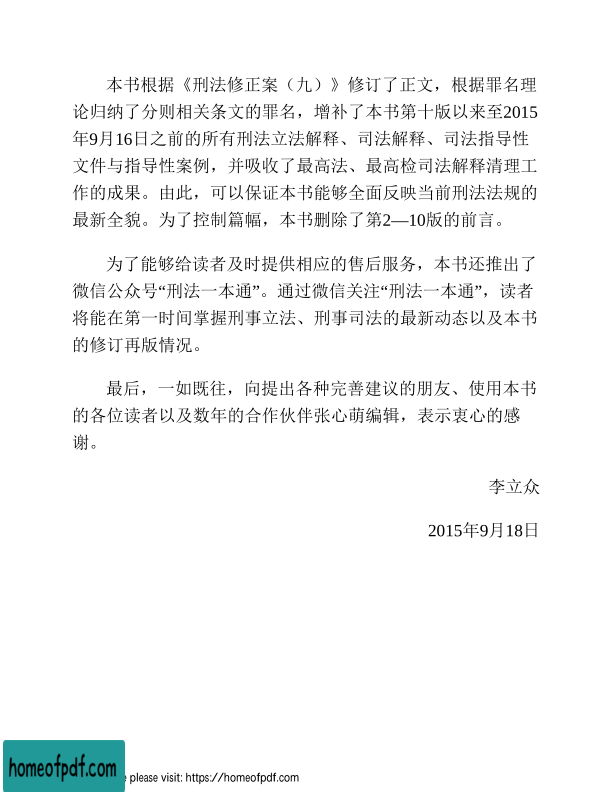 本书根据《刑法修正案（九）》修订了正文，根据罪名理
论归纳了分则相关条文的罪名，增补了本书第十版以来至2015
年9月16日之前的所有刑法立法解释、司法解释、司法指导性
文件与指导性案例，并吸收了最高法、最高检司法解释清理工
作的成果。由此，可以保证本书能够全面反映当前刑法法规的
最新全貌。为了控制篇幅，本书删除了第2—10版的前言。
为了能够给读者及时提供相应的售后服务，本书还推出了
微信公众号“刑法一本通”。通过微信关注“刑法一本通”，读者
将能在第一时间掌握刑事立法、刑事司法的最新动态以及本书
的修订再版情况。
最后，一如既往，向提出各种完善建议的朋友、使用本书
的各位读者以及数年的合作伙伴张心萌编辑，表示衷心的感
谢。
李立众
2015年9月18日
homeofpdf.com
e please visit: https://homeofpdf.com